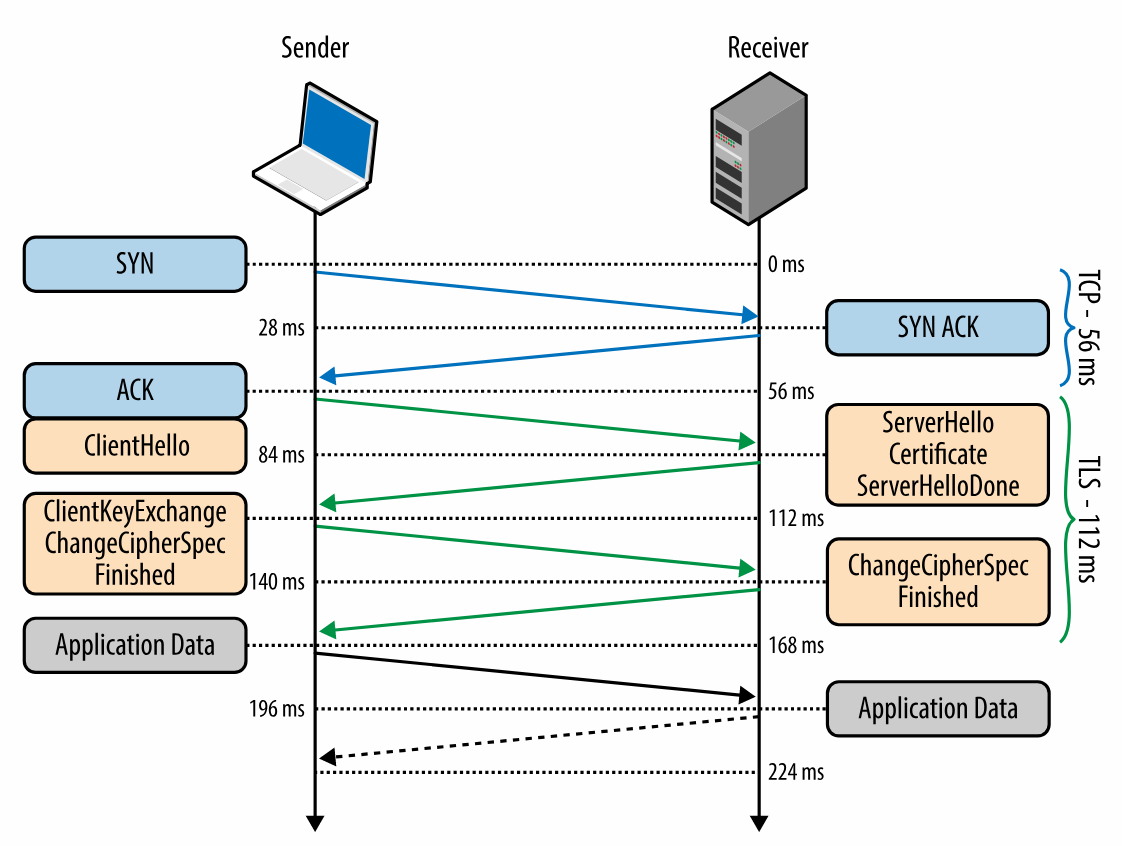 Sender
Receiver
SYN
0 ms
28 ms
SYN ACK
TCP - 56 ms
ACK
56 ms
ClientHello
84 ms
ServerHello
Certificate
ServerHelloDone
TLS - 112 ms
ClientKeyExchange
ChangeCipherSpec
Finished
112 ms
140 ms
ChangeCipherSpec
Finished
Application Data
168 ms
196 ms
Application Data
224 ms